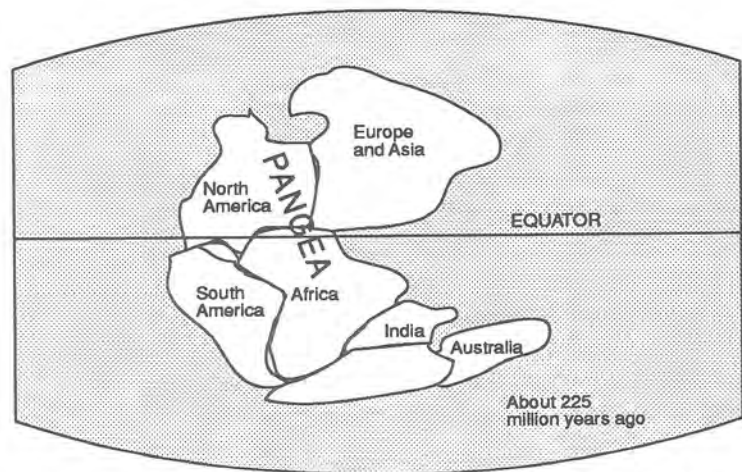 Europe
and Asia
PANGEA
North
America
EQUATOR
South
America
Africa
India
Australia
About 225
million years ago